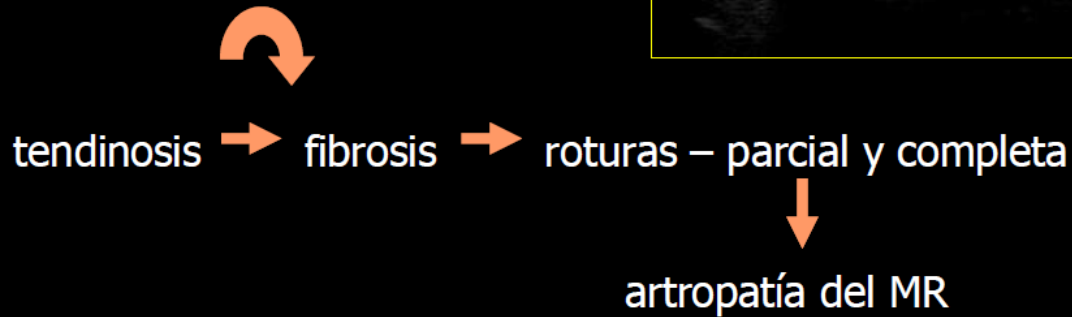 tendinosis fibrosis roturas – parcial y completa
artropatía del MR